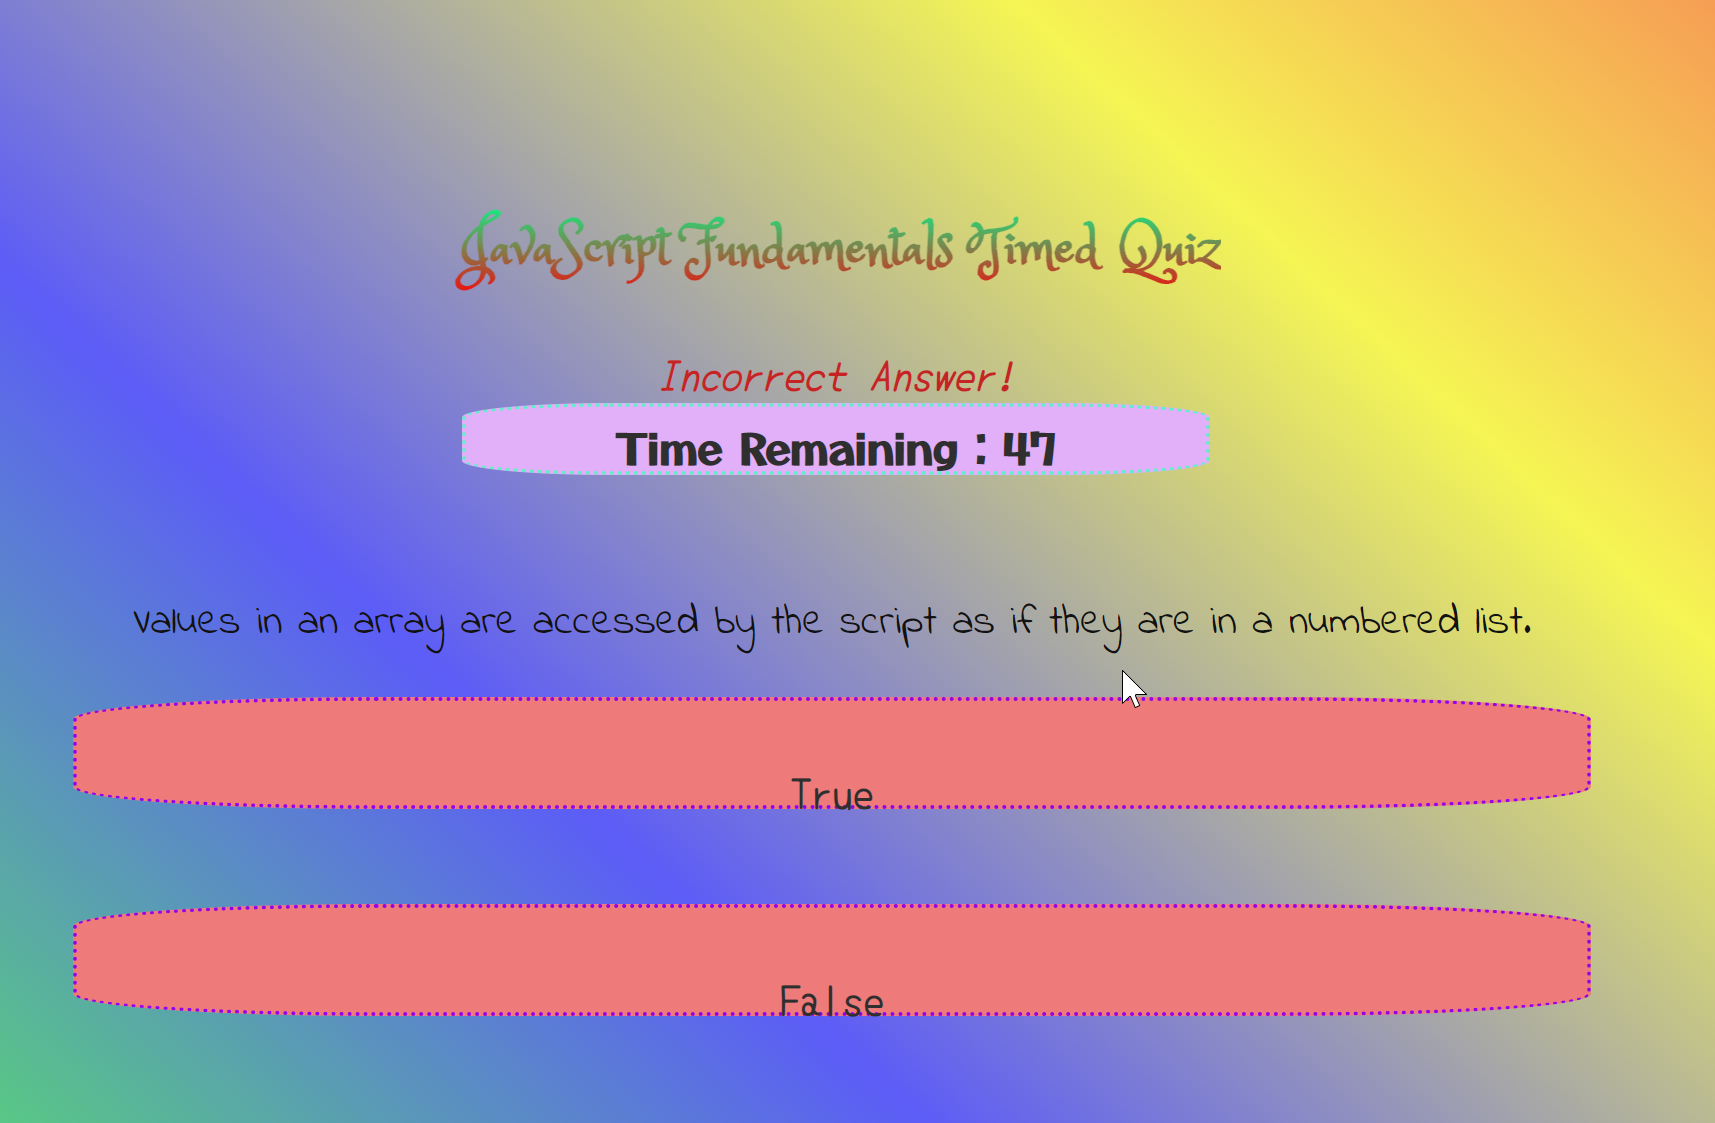 JavaScript Fundamentals Timed Quiz
Incorrect Answer!
Time Remaining : 47
Values in an array are accessed by the script as if they are in a numbered list.
True
False